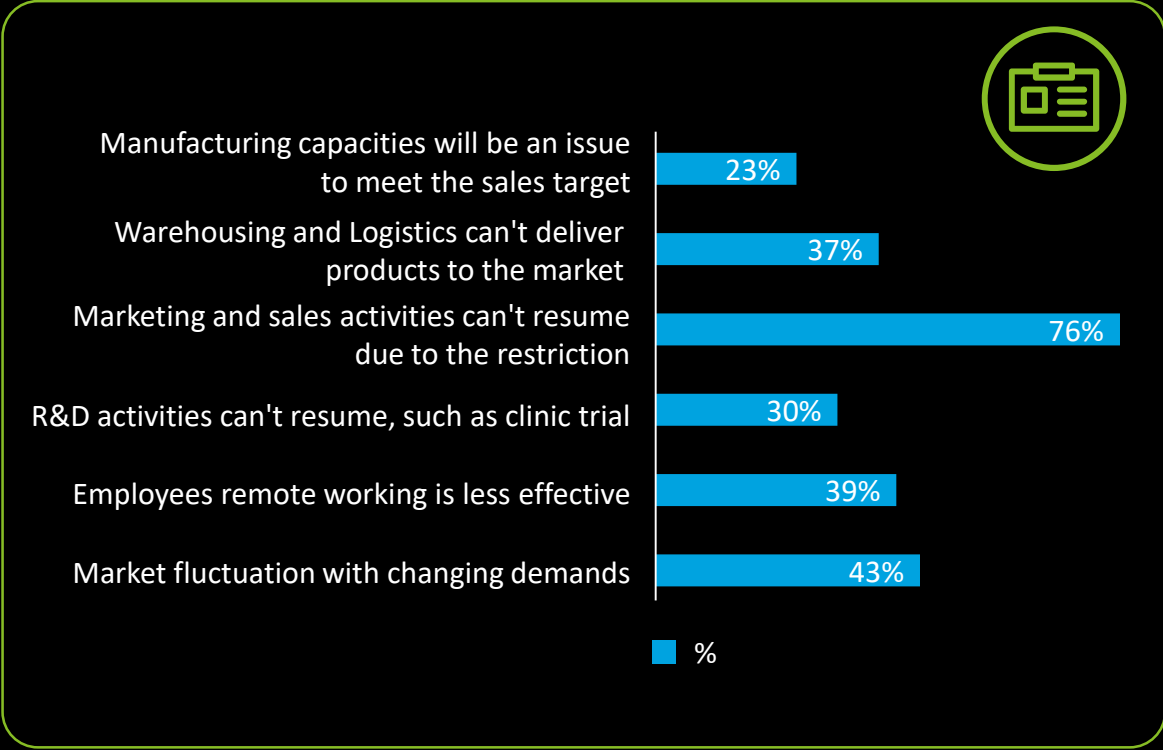 Manufacturing capacities will be an issue
to meet the sales target
23%
Warehousing and Logistics can't deliver
products to the market
37%
Marketing and sales activities can't resume
due to the restriction
76%
R&D activities can't resume, such as clinic trial
30%
Employees remote working is less effective
39%
Market fluctuation with changing demands
43%
%